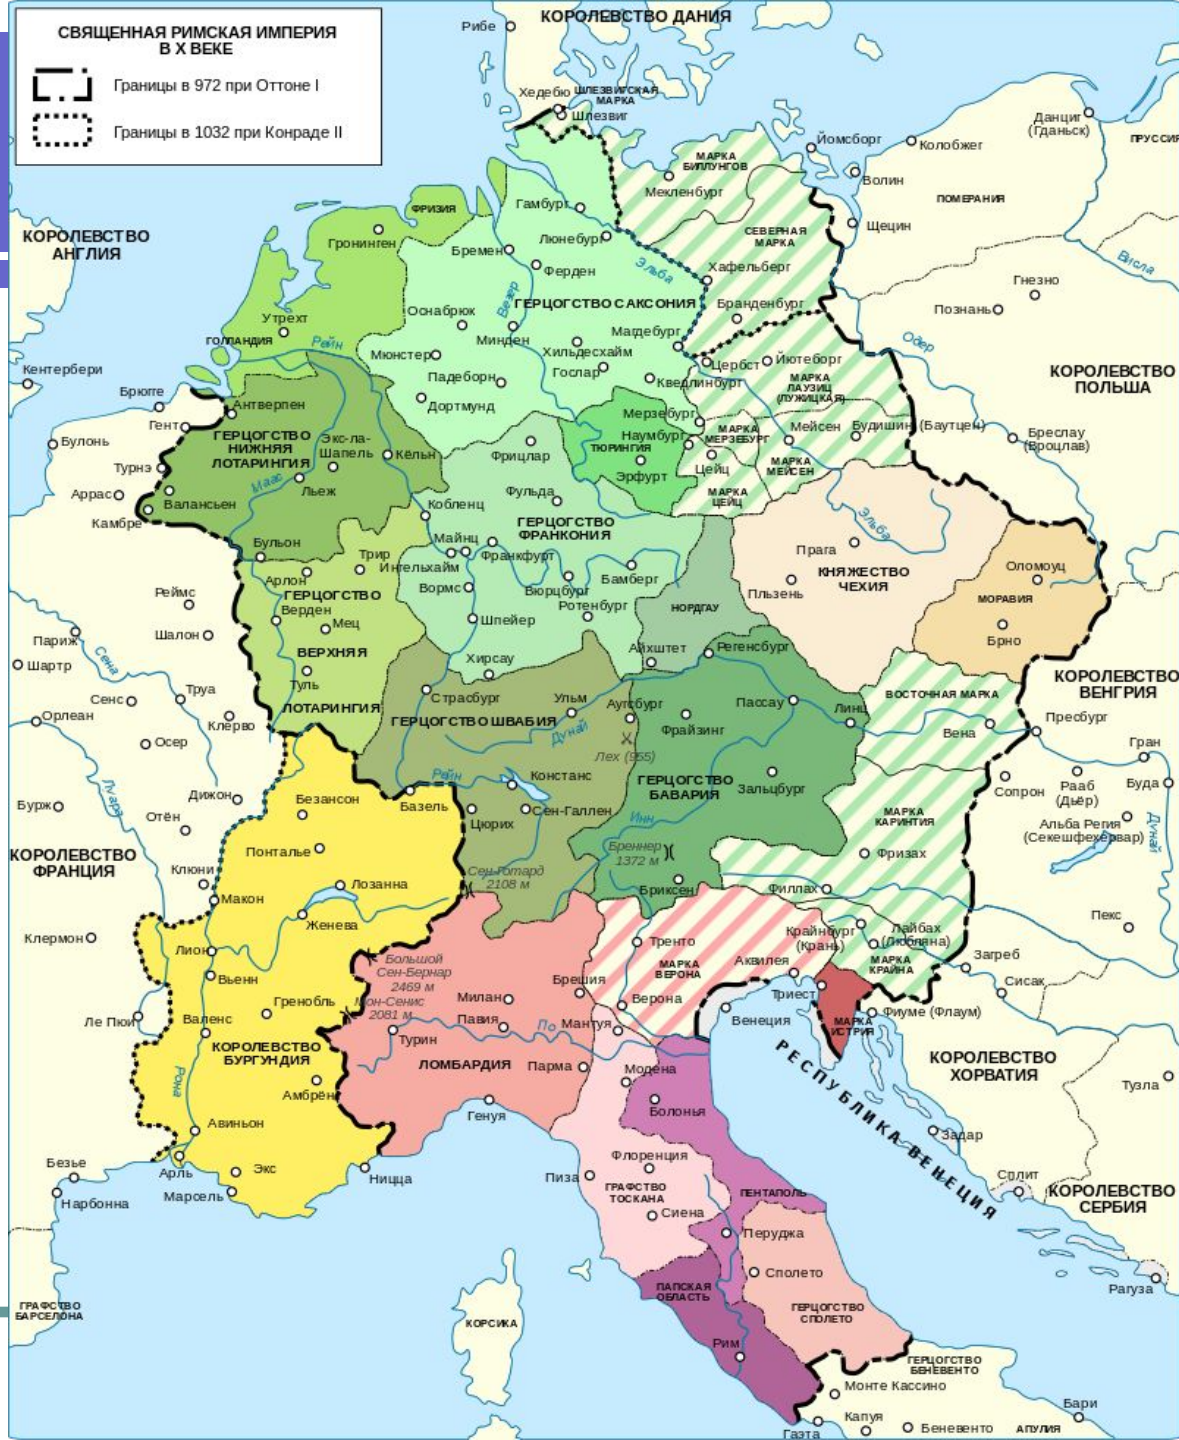 СВЯЩЕННАЯ РИМСКАЯ ИМПЕРИЯ
В X ВЕКЕ
Границы в 972 при Оттоне I
Границы в 1032 при Конраде II
КОРОЛЕВСТВО ДАНИЯ
Рибе
Хедебю
ШЛЕЗВИГСКАЯ
МАРКА
Шлезвиг
Данциг
(Гданьск)
ПРУССИЯ
Йомсборг
Колобжег
МАРКА
БИЛЛУНГОВ
Мекленбург
Волин
ПОМЕРАНИЯ
Щецин
ФРИЗИЯ
Гамбург
КОРОЛЕВСТВО
АНГЛИЯ
Гронинген
Бремен
Люнебург
СЕВЕРНАЯ
МАРКА
Эльба
Ферден
Хафельберг
Висла
Гнезно
Познань
Везер
ГЕРЦОГСТВО САКСОНИЯ
Бранденбург
Оснабрюк
Утрехт
ГОЛЛАНДИЯ
Рейн
Минден
Магдебург
Хильдесхайм
Мюнстер
Гослар
Цербст
Йютеборг
Одер
Кентербери
Падеборн
Кведлинбург
МАРКА
ЛАУЗИЦ
(ЛУЖИЦКАЯ)
КОРОЛЕВСТВО
ПОЛЬША
Брюгге
Антверпен
Дортмунд
Мерзебург
Гент
ГЕРЦОГСТВО
НИЖНЯЯ
ЛОТАРИНГИЯ
Экс-ла-
Шапель
Кёльн
Наумбург
МАРКА
МЕРЗЕБУРГ
Мейсен
Будишин (Баутцен)
Бреслау
(Вроцлав)
Булонь
Фрицлар
ТЮРИНГИЯ
Турнэ
Маас
Льеж
Эрфурт
Цейц
МАРКА
МЕЙСЕН
Аррас
Валансьен
Фульда
МАРКА
ЦЕЙЦ
Камбре
Кобленц
ГЕРЦОГСТВО
ФРАНКОНИЯ
Эльба
Бульон
Майнц
Франкфурт
Прага
Трир
Интельхайм
Арлон
ГЕРЦОГСТВО
Вормс
Вюрцбург
Бамберг
КНЯЖЕСТВО
ЧЕХИЯ
Оломоуц
Реймс
Верден
Ротенбург
НОРДГАУ
Пльзень
МОРАВИЯ
Мец
Шпейер
Париж
Шалон
Брно
Шартр
Сена
ВЕРХНЯЯ
Хирсау
Айхштет
Регенсбург
Туль
Труа
Сенс
Страсбург
Ульм
Аугсбург
Пассау
Линц
ВОСТОЧНАЯ МАРКА
КОРОЛЕВСТВО
ВЕНГРИЯ
Орлеан
Клерво
ЛОТАРИНГИЯ
ГЕРЦОГСТВО ШВАБИЯ
Дунай
Фрайзинг
Вена
Пресбург
Осер
Лех (955)
Гран
Рейн
Констанс
ГЕРЦОГСТВО
БАВАРИЯ
Зальцбург
Сопрон
Рааб
(Дьёр)
Буда
Луара
Дижон
Безансон
Базель
Бурж
Отён
Цюрих
Сен-Галлен
Инн
МАРКА
КАРИНТИЯ
Альба Регия
(Секешфехервар)
Дунай
Понталье
Бреннер
1372 м
Фризах
КОРОЛЕВСТВО
ФРАНЦИЯ
Клюни
Лозанна
Сен-Готард
2108 м
Бриксен
Филлах
Макон
Женева
Клермон
Тренто
Крайнбург
(Крань)
Лайбах
(Любляна)
Пекс
Лион
Большой
Сен-Бернар
2469 м
МАРКА
ВЕРОНА
Аквилея
МАРКА
КРАЙНА
Загреб
Вьенн
Мон-Сенис
2081 м
Брешия
Милан
Триест
Сисак
Гренобль
Верона
Венеция
Ле Пюи
Валенс
Павия
По
Мантуя
МАРКА
ИСТРИЯ
Фиуме (Флаум)
КОРОЛЕВСТВО
БУРГУНДИЯ
Турин
ЛОМБАРДИЯ
Парма
Модена
КОРОЛЕВСТВО
ХОРВАТИЯ
Рона
Амбрён
Генуя
Болонья
РЕСПУБЛИКА ВЕНЕЦИЯ
Тузла
Авиньон
Задар
Безье
Арль
Экс
Ницца
Флоренция
Нарбонна
Марсель
Пиза
ГРАФСТВО
ТОСКАНА
ПЕНТАПОЛЬ
Сплит
КОРОЛЕВСТВО
СЕРБИЯ
Сиена
Перуджа
Сполето
ПАПСКАЯ
ОБЛАСТЬ
Рагуза
ГРАФСТВО
БАРСЕЛОНА
КОРСИКА
ГЕРЦОГСТВО
СПОЛЕТО
Рим
ГЕРЦОГСТВО
БЕНЕВЕНТО
Монте Кассино
Бари
Капуя
Гаэта
Беневенто
АПУЛИЯ